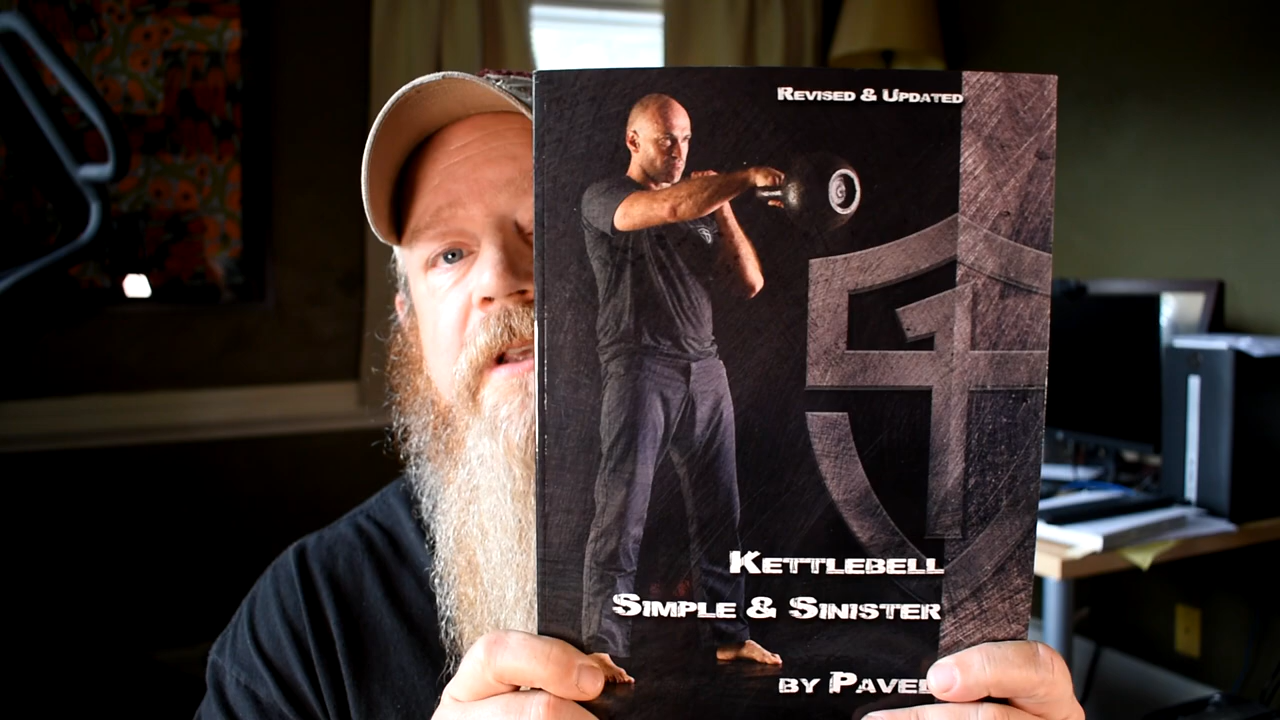 REVISED & UPDATED
KETTLEBELL
SIMPLE & SINISTER
BY PAVEL